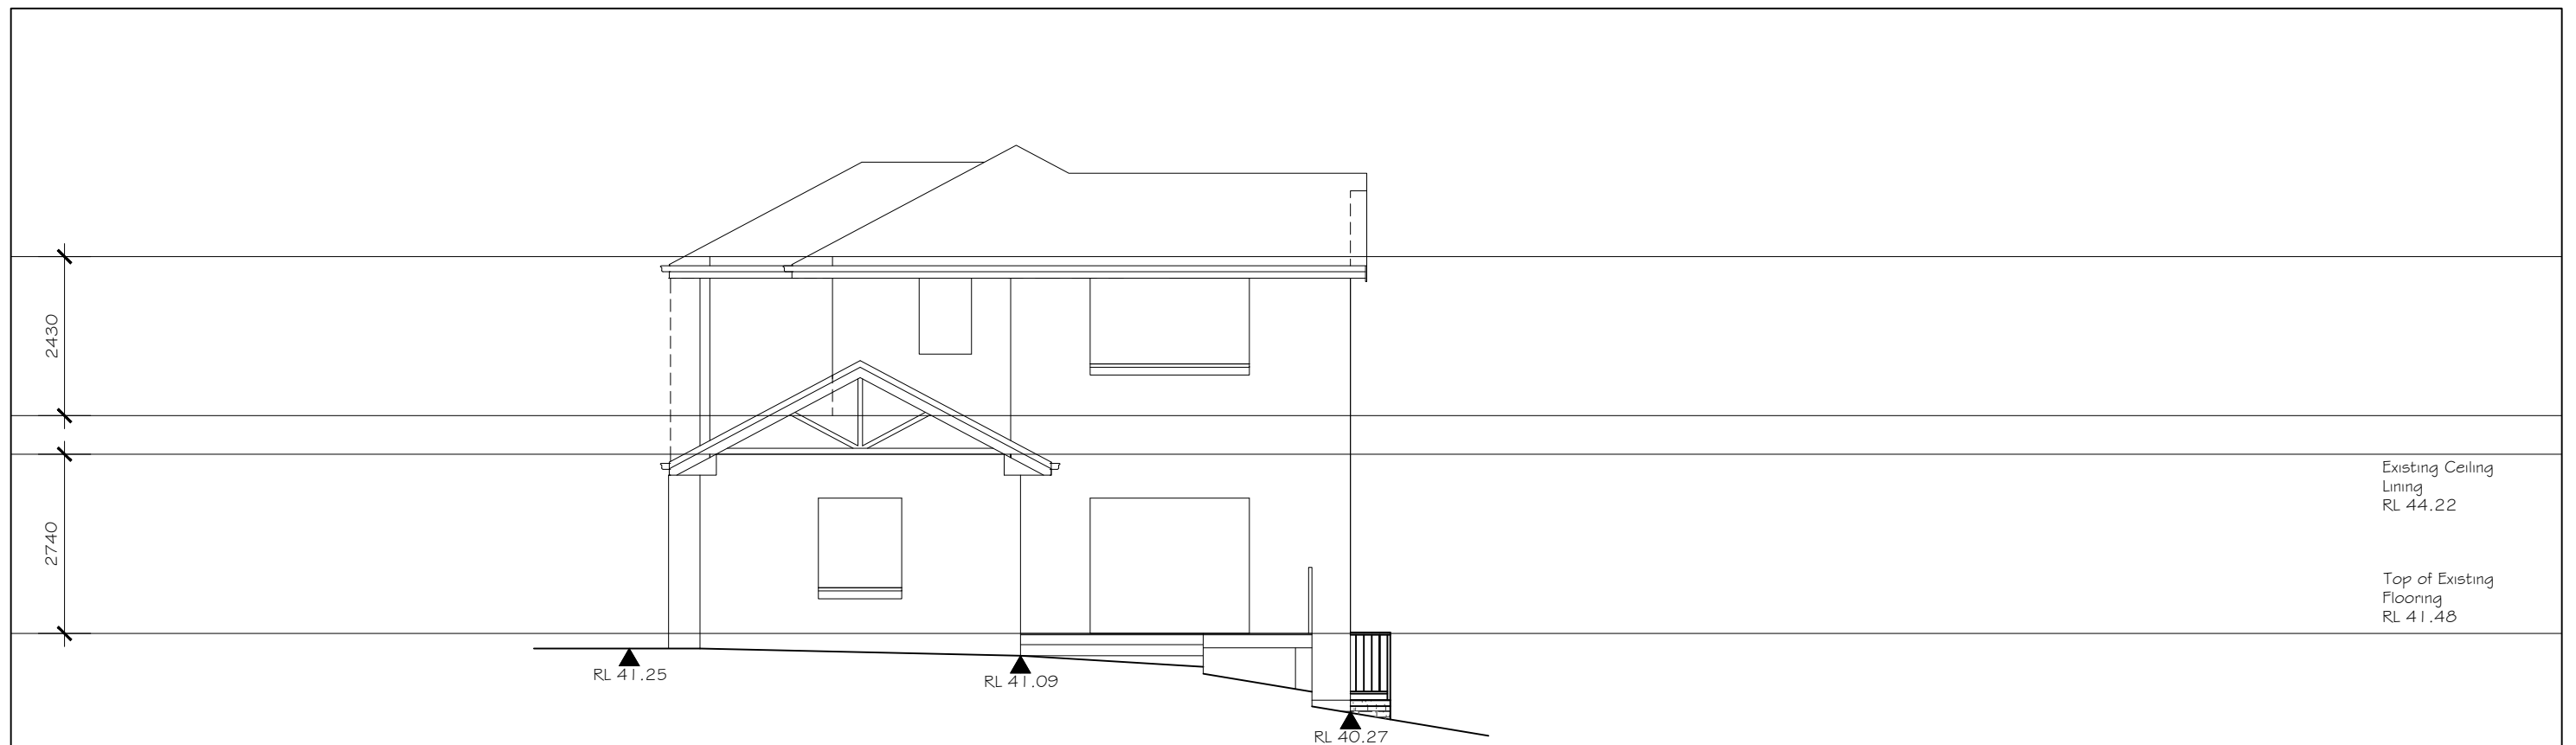 2430
2740
Existing Ceiling
Lining
RL 44.22
Top of Existing
Flooring
RL 41.48
RL 41.25
RL 41.09
RL 40.27